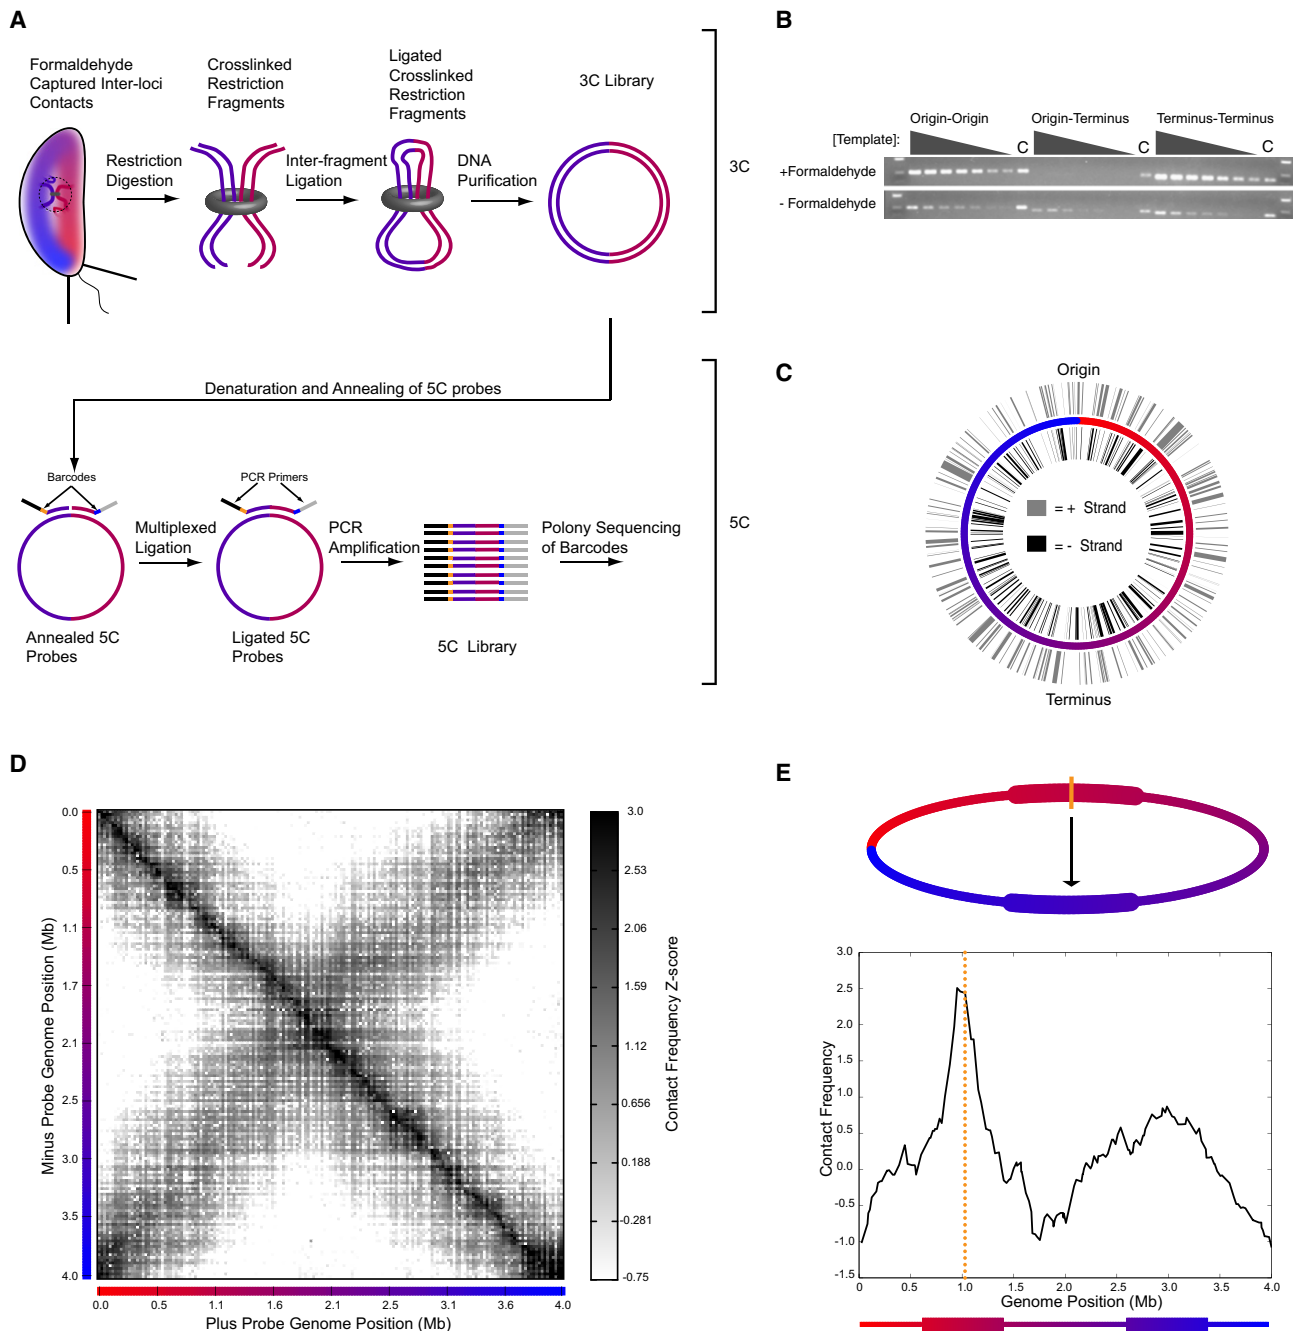 A
Formaldehyde
Captured Inter-loci
Contacts
Crosslinked
Restriction
Fragments
Ligated
Crosslinked
Restriction
Fragments
3C Library
Restriction
Digestion
Inter-fragment
Ligation
DNA
Purification
3C
Denaturation and Annealing of 5C probes
Barcodes
PCR Primers
Multiplexed
Ligation
PCR
Amplification
Polony Sequencing
of Barcodes
Annealed 5C
Probes
Ligated 5C
Probes
5C Library
5C
B
Origin-Origin
Origin-Terminus
Terminus-Terminus
[Template]:
C
C
C
+Formaldehyde
- Formaldehyde
C
Origin
= + Strand
= - Strand
Terminus
D
Minus Probe Genome Position (Mb)
0.0
0.5
1.1
1.7
2.1
2.5
3.0
3.5
4.0
0.0
0.5
1.1
1.6
2.1
3.1
3.6
4.0
Plus Probe Genome Position (Mb)
3.0
2.53
2.06
1.59
1.12
0.656
0.188
-0.281
-0.75
Contact Frequency Z-score
E
Contact Frequency
3.0
2.5
2.0
1.5
1.0
0.5
0.0
-0.5
-1.0
-1.5
0
0.5
1.0
1.5
2.0
2.5
3.0
3.5
4.0
Genome Position (Mb)